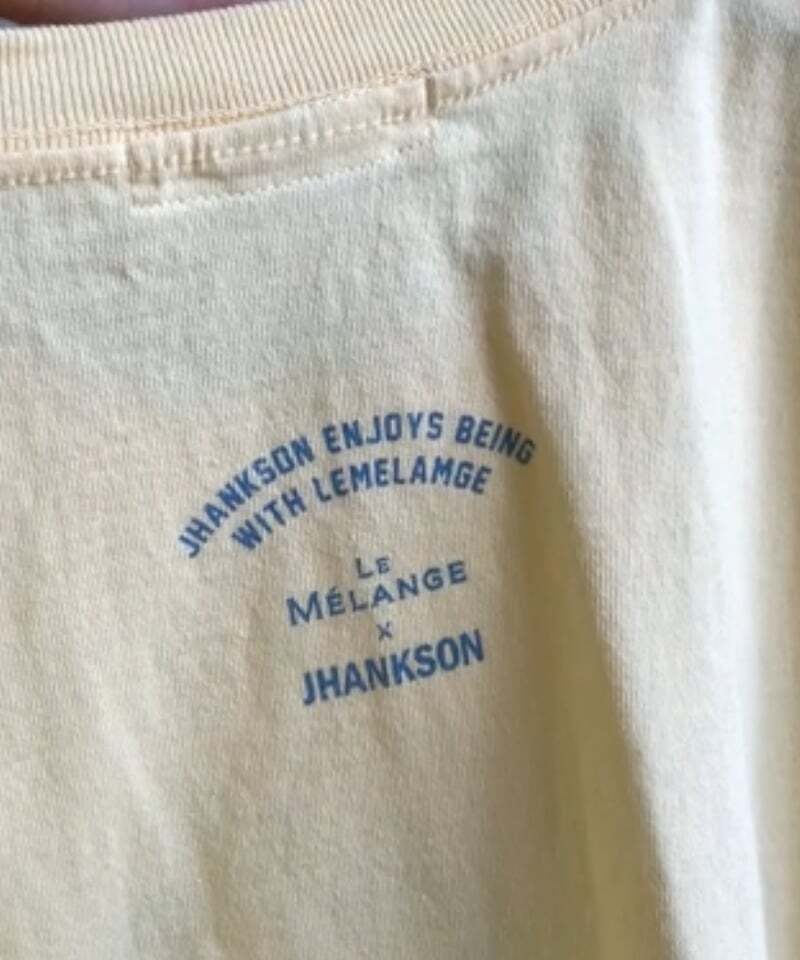 JHANKSON ENJOYS BEING
WITH LEMELAMGE
LE
MÉLANGE
X
JHANKSON